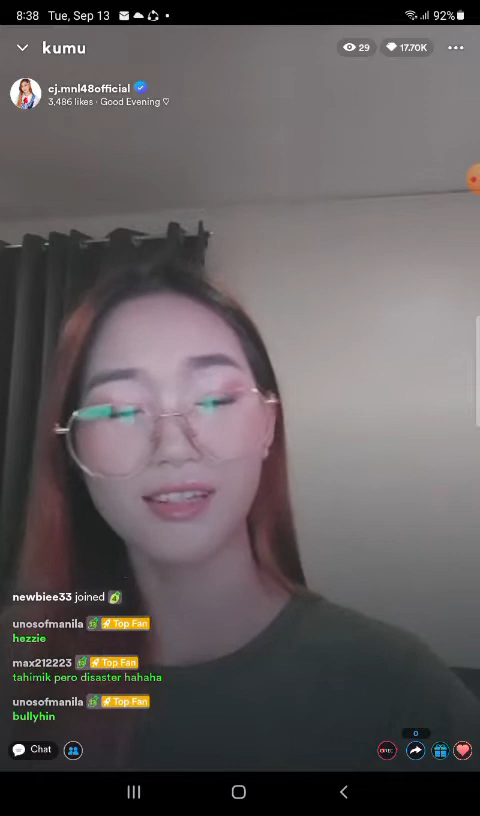 8:38 Tue, Sep 13 92%
kumu 29 17.70K
cj.mnl48official
3,486 likes · Good Evening ♡
newbiee33 joined
unosofmanila Top Fan
hezzie
max212223 Top Fan
tahimik pero disaster hahaha
unosofmanila Top Fan
bullyhin
0
Chat